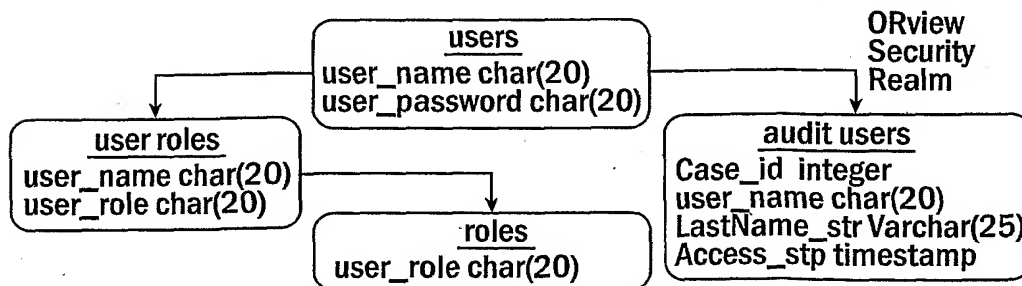 users
user_name char(20)
user_password char(20)
ORview
Security
Realm
user roles
user_name char(20)
user_role char(20)
roles
user_role char(20)
audit users
Case_id integer
user_name char(20)
LastName_str Varchar(25)
Access_stp timestamp